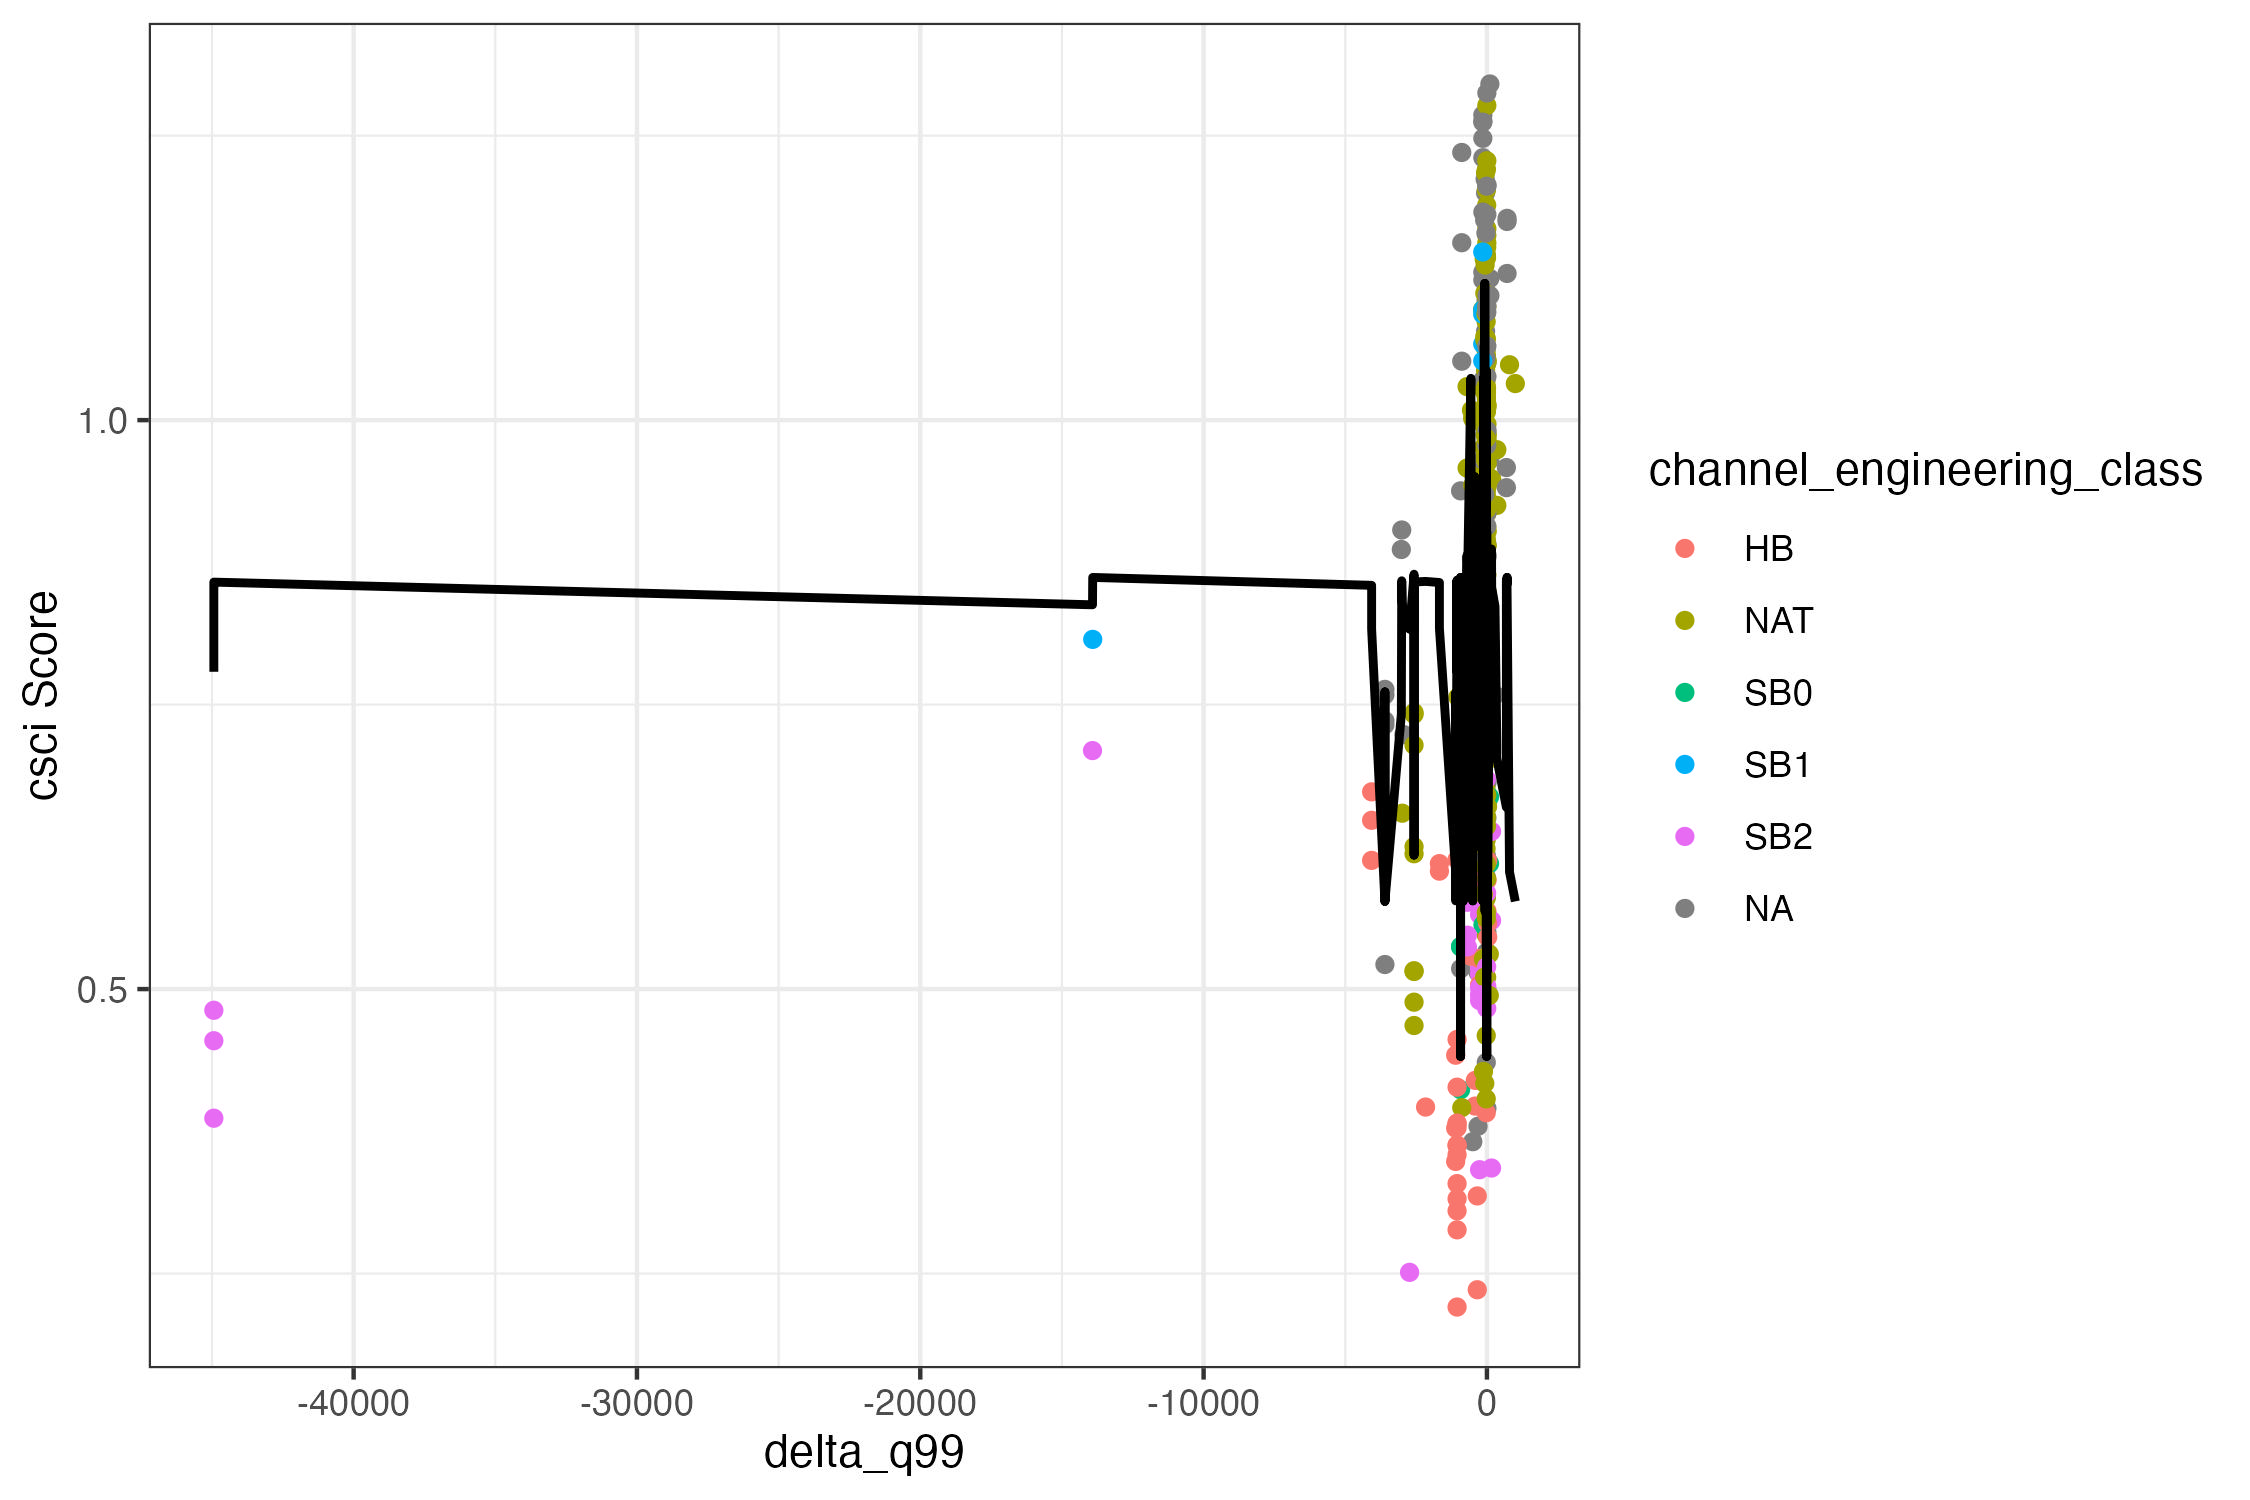 csci Score
1.0
0.5
-40000
-30000
-20000
-10000
0
delta_q99
channel_engineering_class
HB
NAT
SB0
SB1
SB2
NA